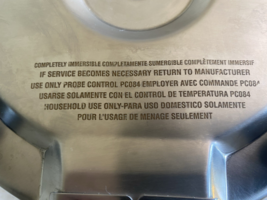 COMPLETELY IMMERSIBLE COMPLETAMENTE SUMERGIBLE COMPLÈTEMENT IMMERSIF
IF SERVICE BECOMES NECESSARY RETURN TO MANUFACTURER
USE ONLY PROBE CONTROL PC084 EMPLOYER AVEC COMMANDE PC084
USARSE SOLAMENTE CON EL CONTROL DE TEMPERATURA PC084
HOUSEHOLD USE ONLY-PARA USO DOMESTICO SOLAMENTE
POUR L'USAGE DE MENAGE SEULEMENT